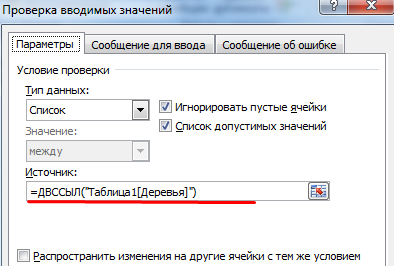 Проверка вводимых значений
Параметры Сообщение для ввода Сообщение об ошибке
Условие проверки
Тип данных:
Список
Игнорировать пустые ячейки
Список допустимых значений
Значение:
между
Источник:
=ДВССЫЛ("Таблица1[Деревья]")
Распространить изменения на другие ячейки с тем же условием